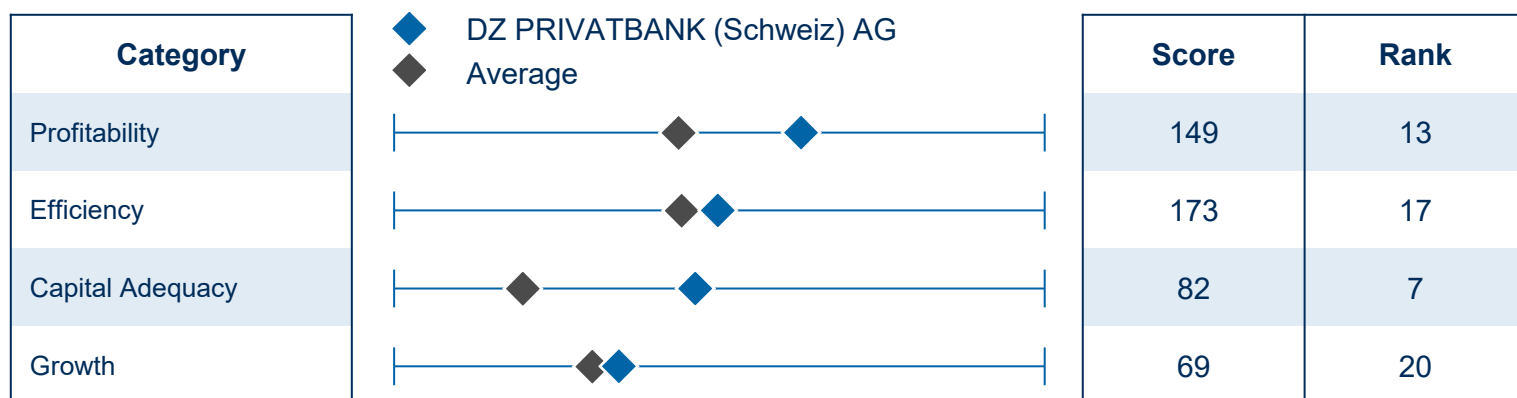 DZ PRIVATBANK (Schweiz) AG
Average
Category Score Rank
Profitability 149 13
Efficiency 173 17
Capital Adequacy 82 7
Growth 69 20